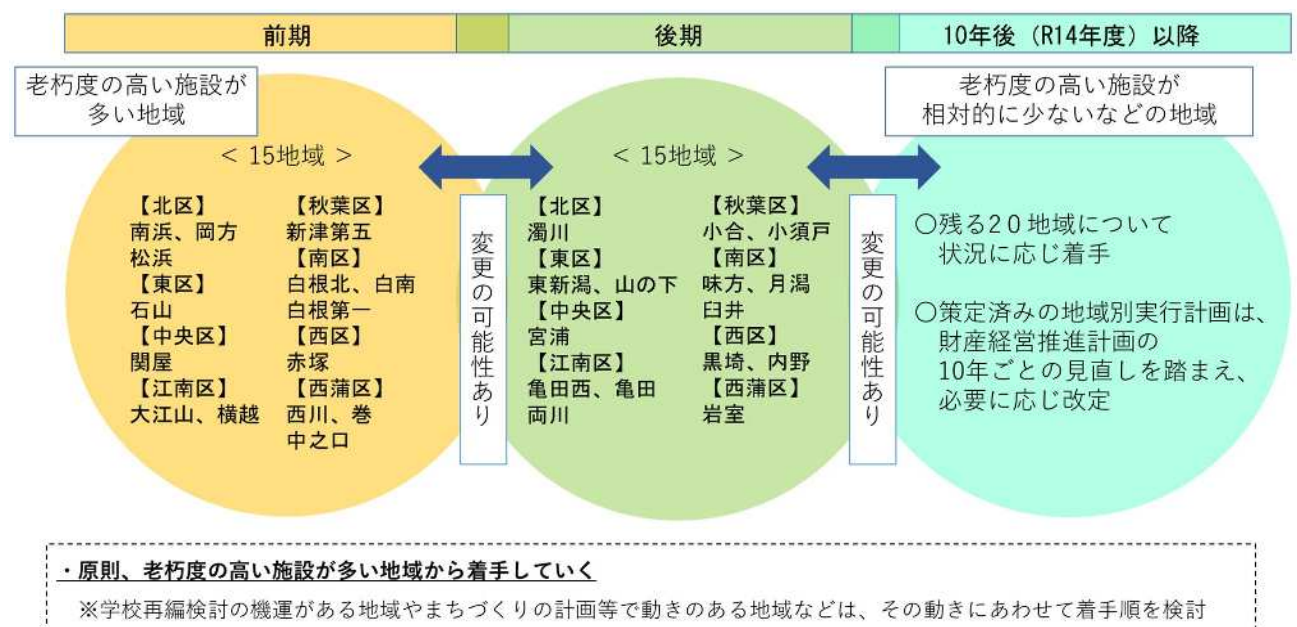 前期
後期
10年後（R14年度）以降
老朽度の高い施設が
多い地域
＜ 15地域 ＞
【北区】
南浜、岡方
松浜
【東区】
石山
【中央区】
関屋
【江南区】
大江山、横越
【秋葉区】
新津第五
【南区】
白根北、白南
白根第一
【西区】
赤塚
【西蒲区】
西川、巻
中之口
変更の可能性あり
＜ 15地域 ＞
【北区】
濁川
【東区】
東新潟、山の下
【中央区】
宮浦
【江南区】
亀田西、亀田
両川
【秋葉区】
小合、小須戸
【南区】
味方、月潟
臼井
【西区】
黒埼、内野
【西蒲区】
岩室
変更の可能性あり
老朽度の高い施設が
相対的に少ないなどの地域
○残る20地域について
状況に応じ着手
○策定済みの地域別実行計画は、
財産経営推進計画の
10年ごとの見直しを踏まえ、
必要に応じ改定
・原則、老朽度の高い施設が多い地域から着手していく
※学校再編検討の機運がある地域やまちづくりの計画等で動きのある地域などは、その動きにあわせて着手順を検討